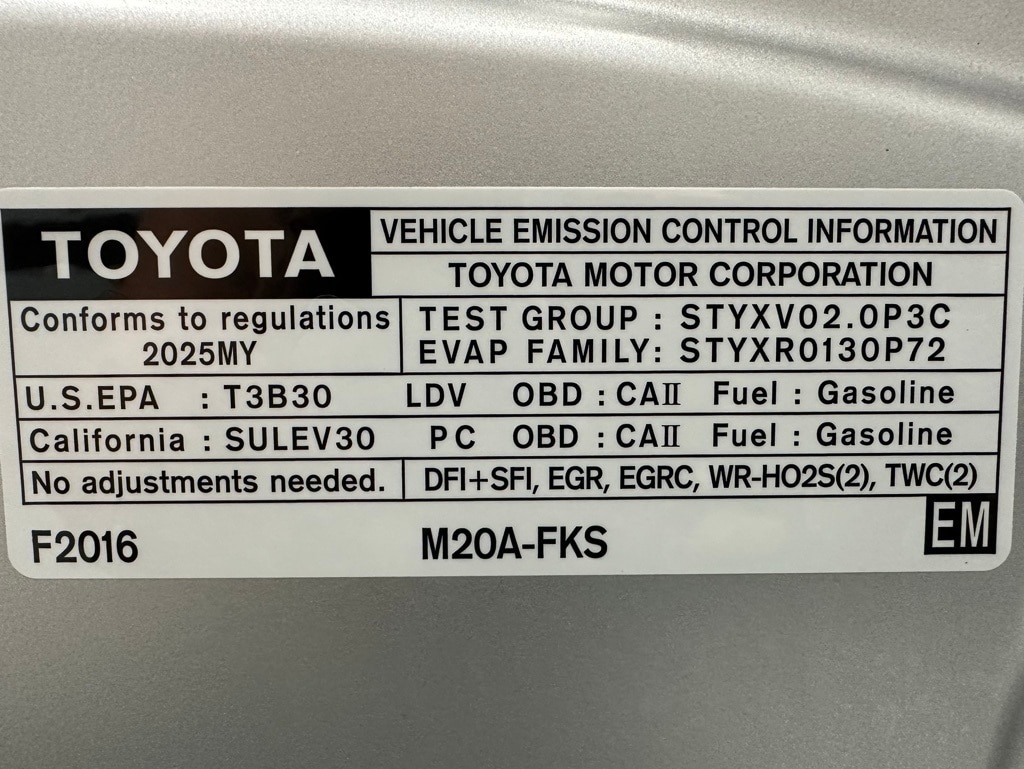 TOYOTA
VEHICLE EMISSION CONTROL INFORMATION
TOYOTA MOTOR CORPORATION
Conforms to regulations
2025MY
TEST GROUP : STYXV02.0P3C
EVAP FAMILY: STYXR0130P72
U.S.EPA : T3B30 LDV OBD : CAⅡ Fuel : Gasoline
California : SULEV30 PC OBD : CAⅡ Fuel : Gasoline
No adjustments needed. DFI+SFI, EGR, EGRC, WR-HO2S(2), TWC(2)
F2016 M20A-FKS EM